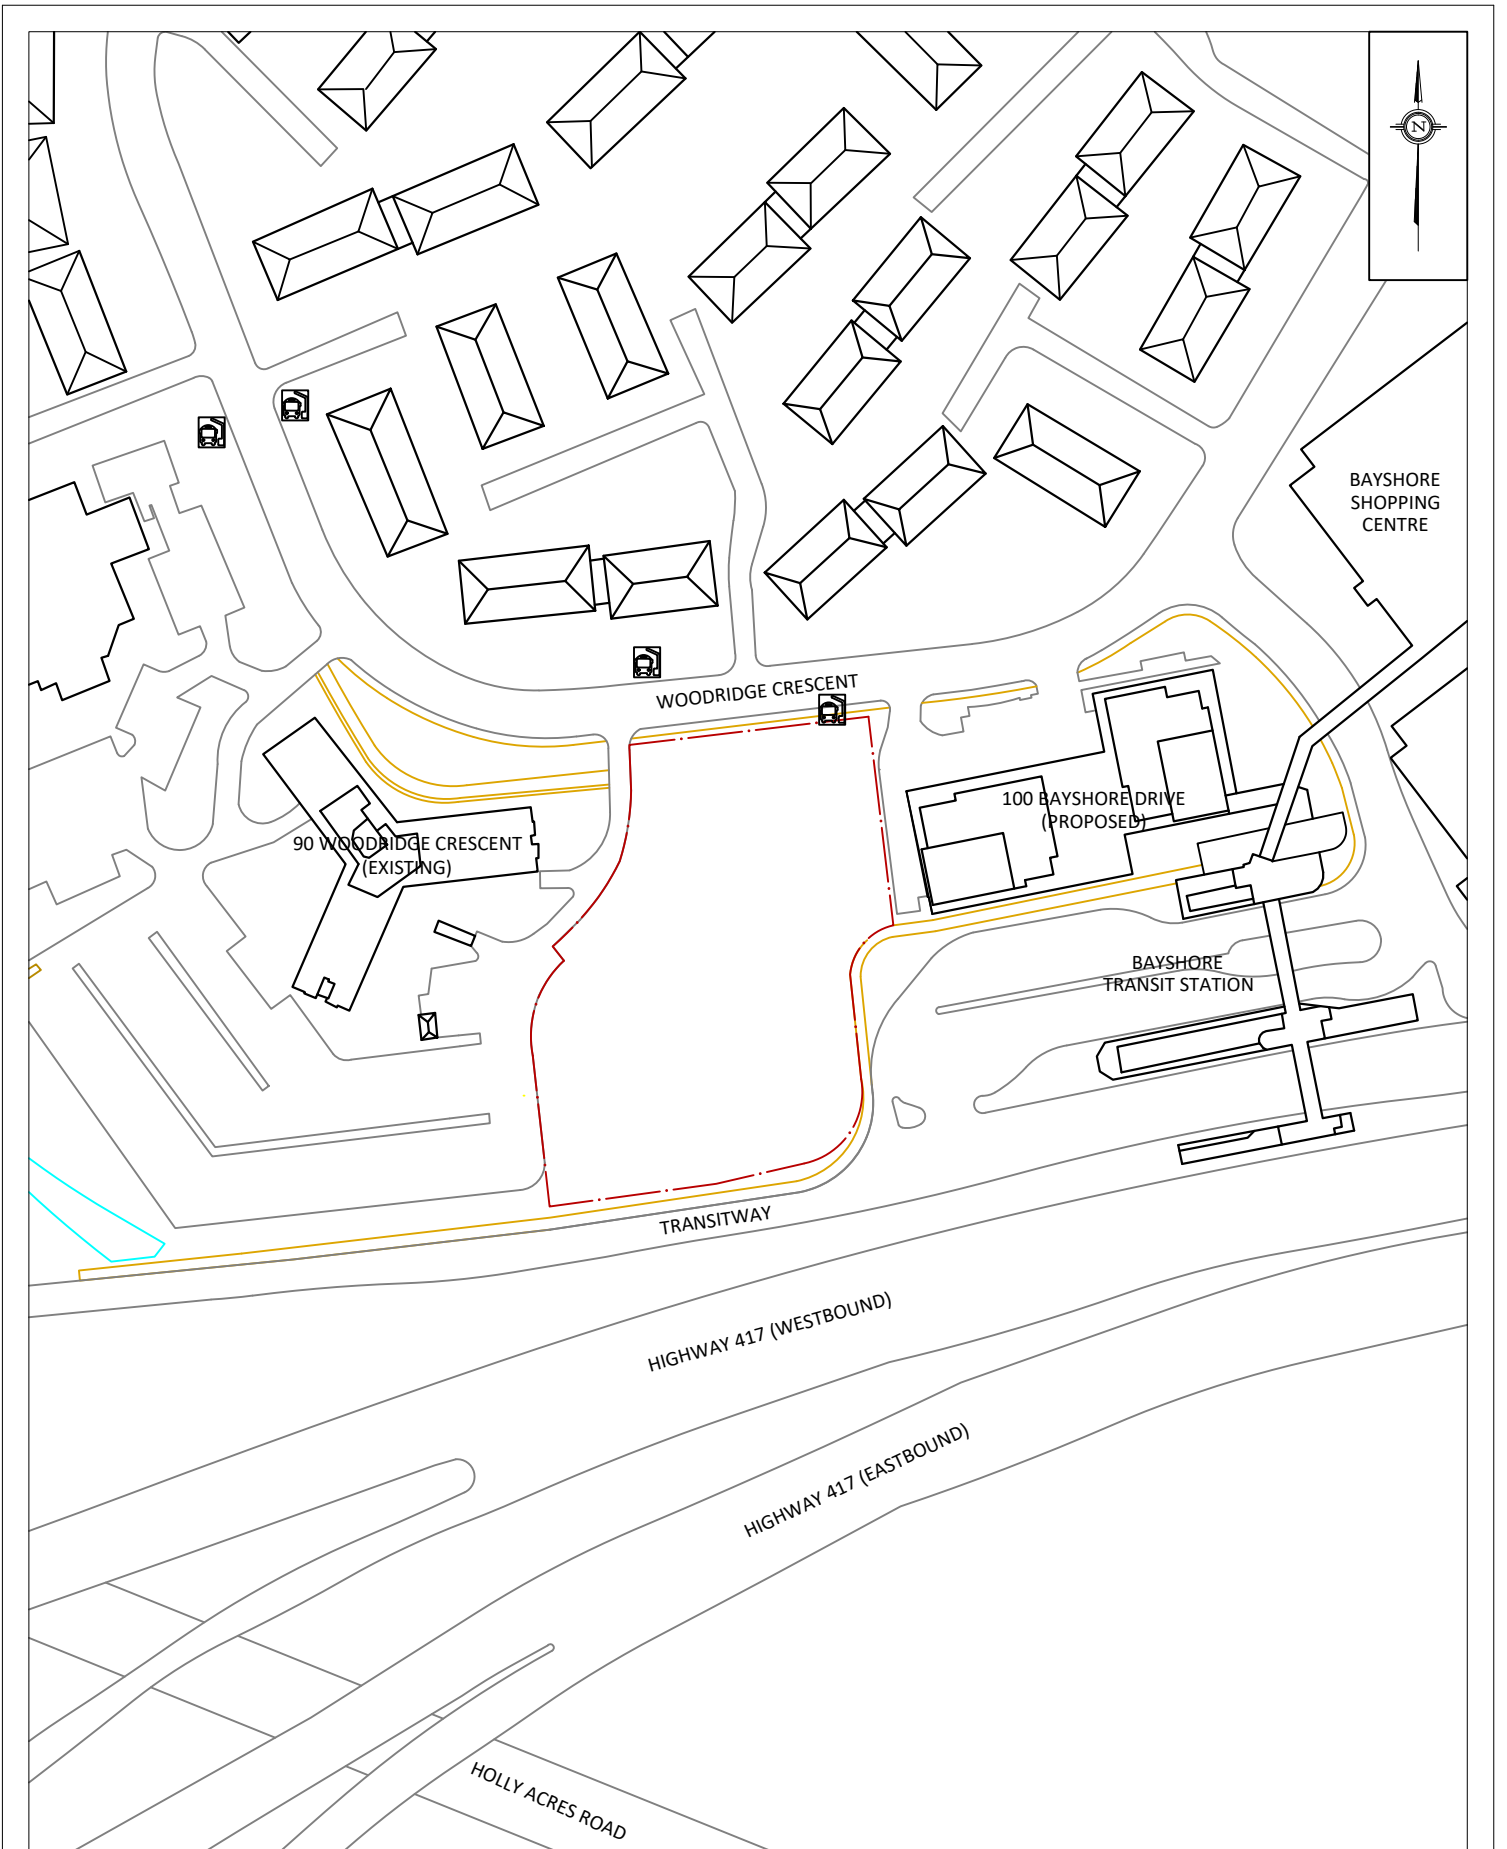 N
BAYSHORE
SHOPPING
CENTRE
WOODRIDGE CRESCENT
100 BAYSHORE DRIVE
(PROPOSED)
90 WOODRIDGE CRESCENT
(EXISTING)
BAYSHORE
TRANSIT STATION
TRANSITWAY
HIGHWAY 417 (WESTBOUND)
HIGHWAY 417 (EASTBOUND)
HOLLY ACRES ROAD